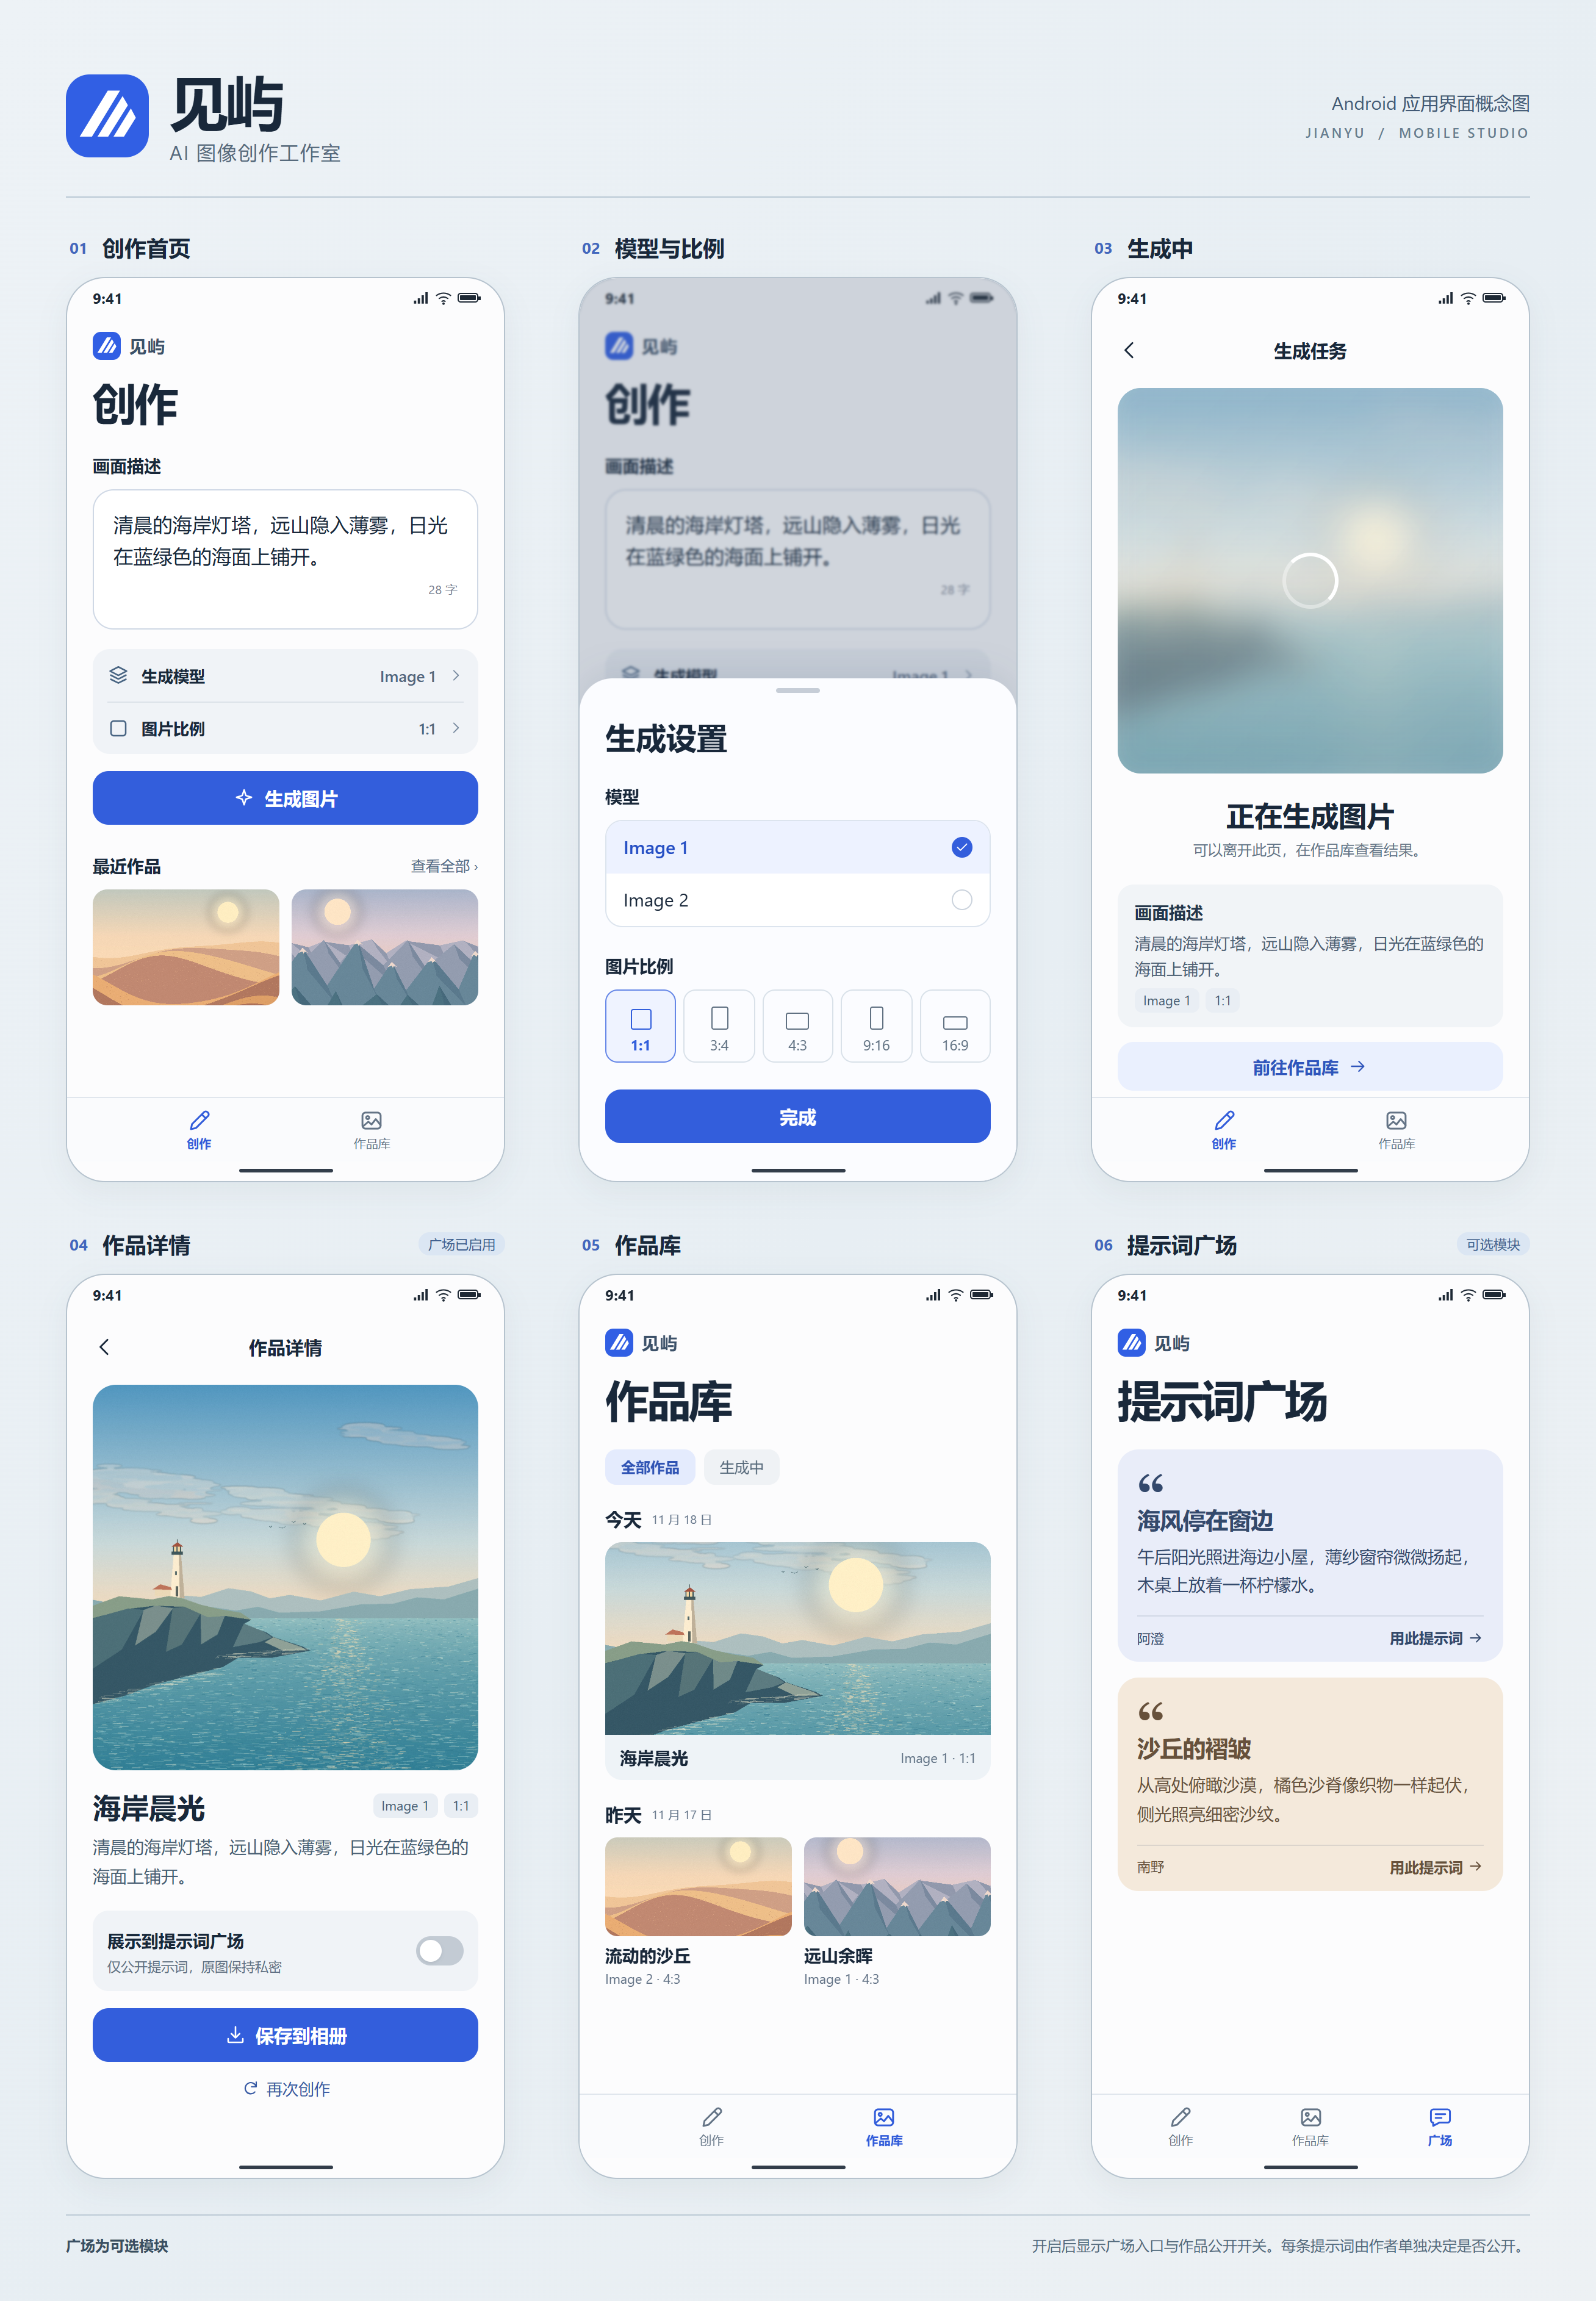 见屿
AI 图像创作工作室
Android 应用界面概念图
JIANYU / MOBILE STUDIO
01 创作首页
9:41
见屿
创作
画面描述
清晨的海岸灯塔，远山隐入薄雾，日光
在蓝绿色的海面上铺开。
28 字
生成模型 Image 1
图片比例 1:1
生成图片
最近作品 查看全部 ›
创作 作品库
02 模型与比例
9:41
见屿
创作
画面描述
清晨的海岸灯塔，远山隐入薄雾，日光
在蓝绿色的海面上铺开。
28 字
生成模型 Image 1
生成设置
模型
Image 1
Image 2
图片比例
1:1 3:4 4:3 9:16 16:9
完成
03 生成中
9:41
生成任务
正在生成图片
可以离开此页，在作品库查看结果。
画面描述
清晨的海岸灯塔，远山隐入薄雾，日光在蓝绿色的
海面上铺开。
Image 1 1:1
前往作品库 →
创作 作品库
04 作品详情 广场已启用
9:41
作品详情
海岸晨光 Image 1 1:1
清晨的海岸灯塔，远山隐入薄雾，日光在蓝绿色的
海面上铺开。
展示到提示词广场
仅公开提示词，原图保持私密
保存到相册
再次创作
05 作品库
9:41
见屿
作品库
全部作品 生成中
今天 11 月 18 日
海岸晨光 Image 1 · 1:1
昨天 11 月 17 日
流动的沙丘 远山余晖
Image 2 · 4:3 Image 1 · 4:3
创作 作品库
06 提示词广场 可选模块
9:41
见屿
提示词广场
“
海风停在窗边
午后阳光照进海边小屋，薄纱窗帘微微扬起，
木桌上放着一杯柠檬水。
阿澄 用此提示词 →
“
沙丘的褶皱
从高处俯瞰沙漠，橘色沙脊像织物一样起伏，
侧光照亮细密沙纹。
南野 用此提示词 →
创作 作品库 广场
广场为可选模块
开启后显示广场入口与作品公开开关。每条提示词由作者单独决定是否公开。